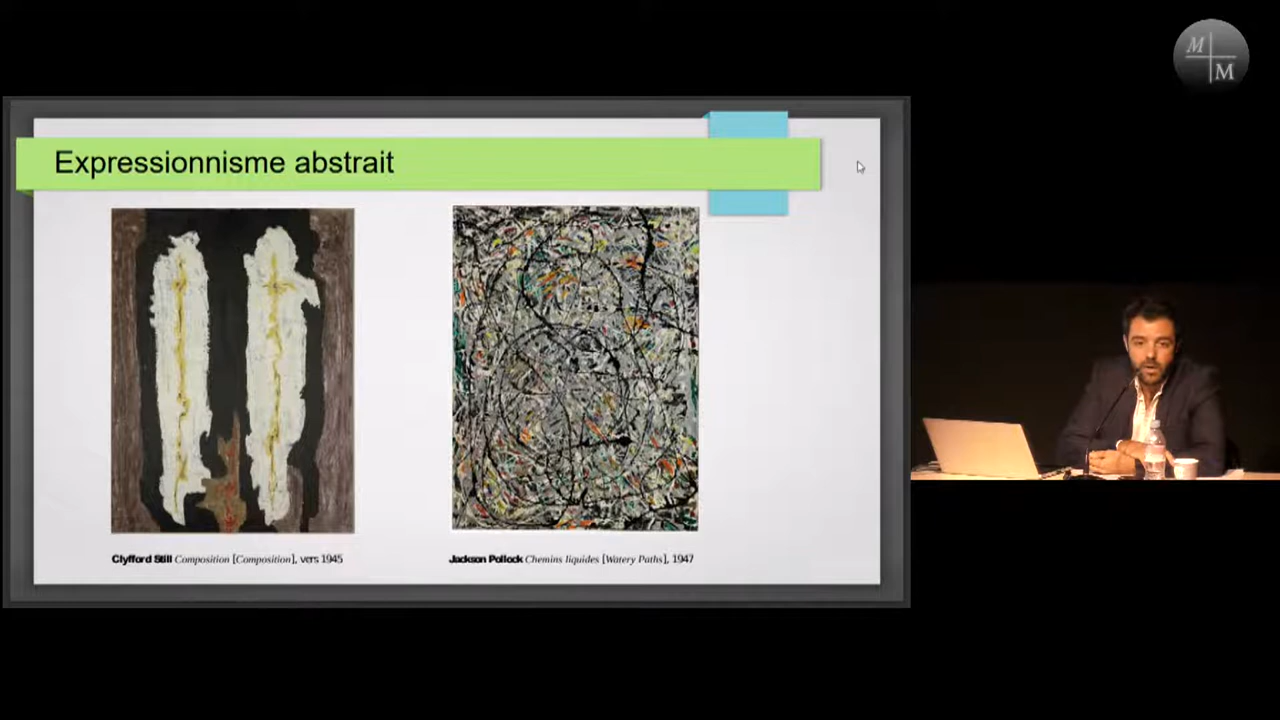 M
M
Expressionnisme abstrait
Clyfford Still Composition [Composition], vers 1945
Jackson Pollock Chemins liquides [Watery Paths], 1947